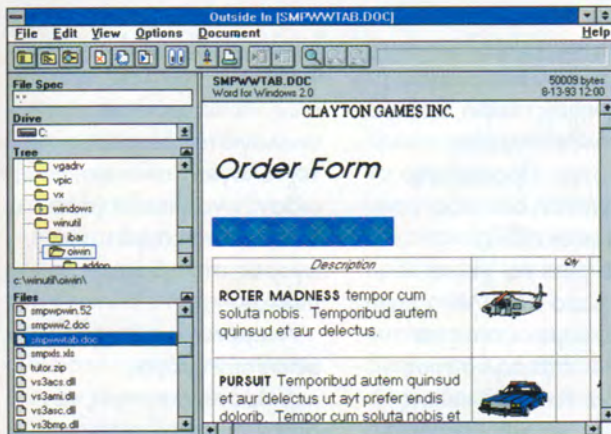 Outside In [SMPWWTAB.DOC]
File Edit View Options Document Help
File Spec
*.*
Drive
C:
Tree
vgadrv
vpic
vx
windows
winutil
ibar
oiwin
addon
c:\winutil\oiwin\
Files
smpwpwin.52
smpww2.doc
smpwwtab.doc
smpxls.xls
tutor.zip
vs3acs.dll
vs3ami.dll
vs3asc.dll
vs3bmp.dll
SMPWWTAB.DOC 50009 bytes
Word for Windows 2.0 8-13-93 12:00
CLAYTON GAMES INC.
Order Form
Description Qty
ROTER MADNESS tempor cum
soluta nobis. Temporibud autem
quinsud et aur delectus.
PURSUIT Temporibud autem quinsud
et aur delectus ut ayt prefer endis
dolorib. Tempor cum soluta nobis et